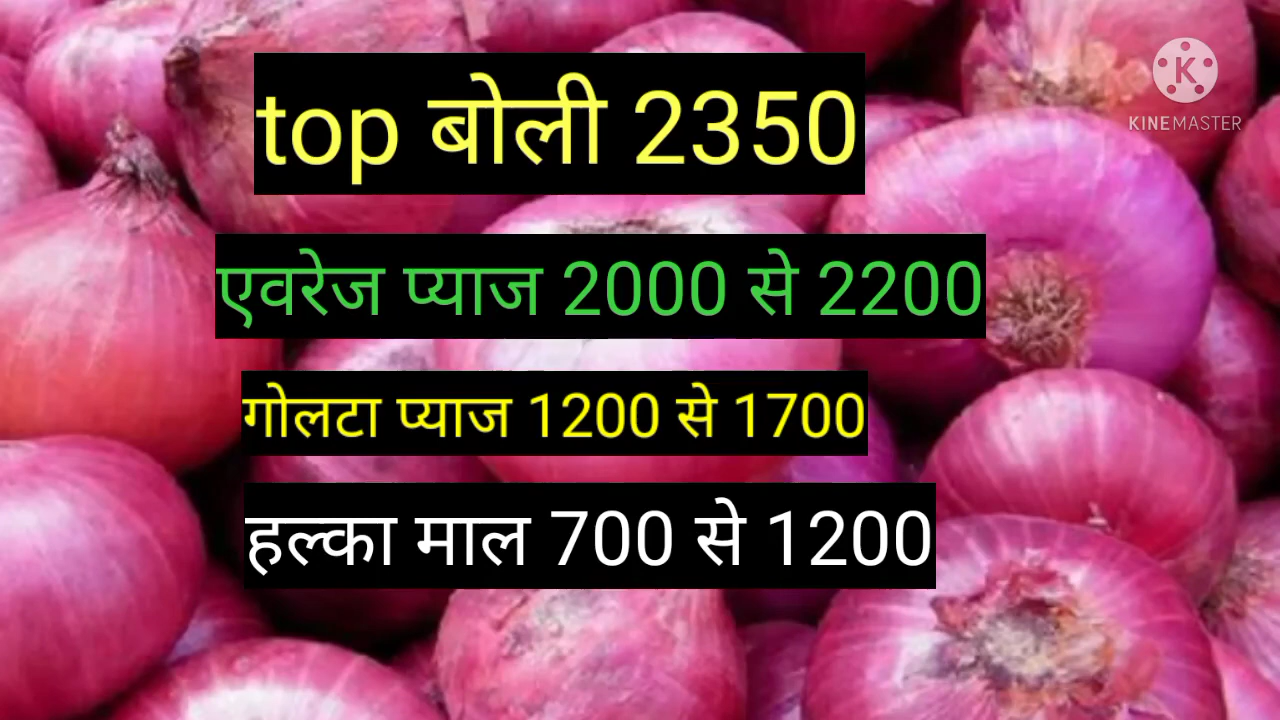 top बोली 2350
KINEMASTER
एवरेज प्याज 2000 से 2200
गोलटा प्याज 1200 से 1700
हल्का माल 700 से 1200